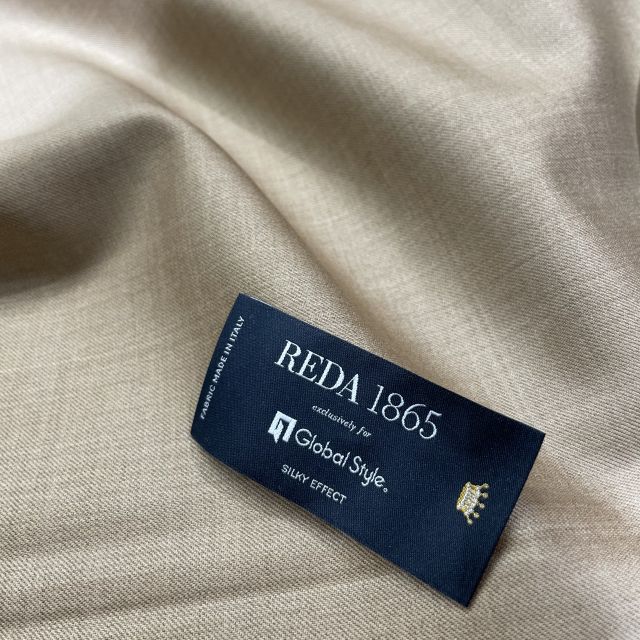 REDA 1865
exclusively for
Global Style.
SILKY EFFECT
FABRIC MADE IN ITALY